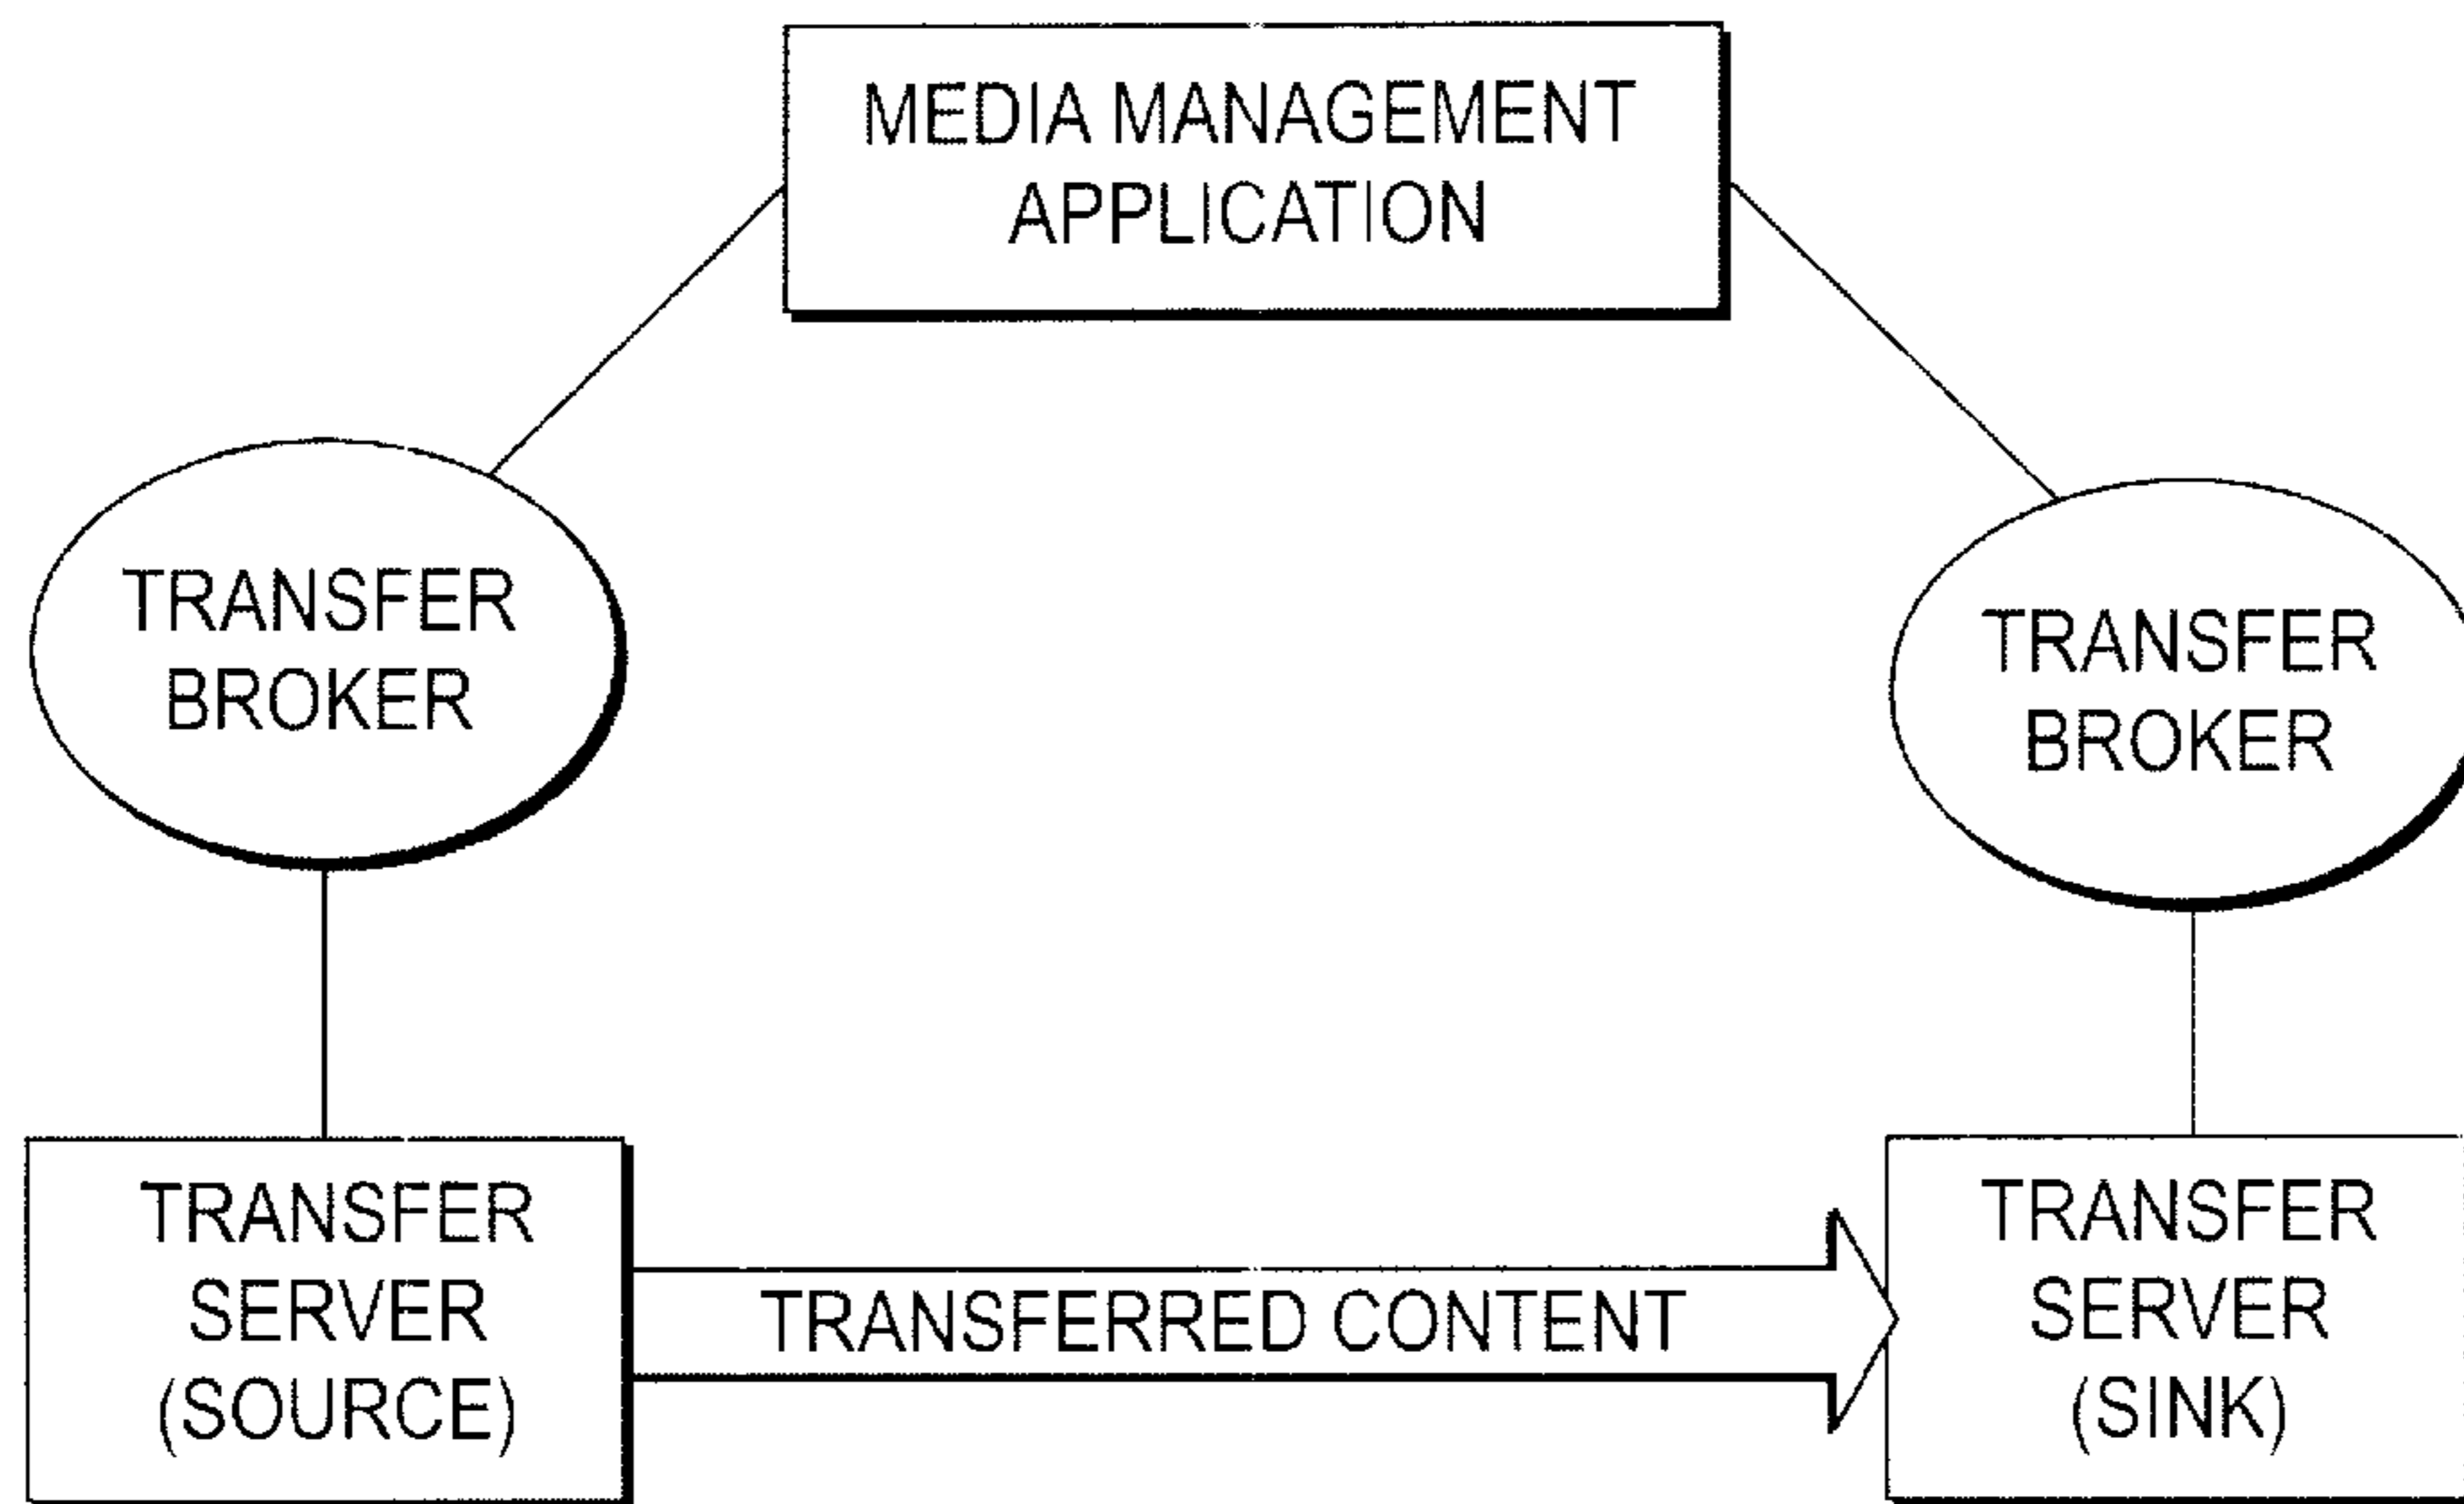 MEDIA MANAGEMENT
APPLICATION
TRANSFER
BROKER
TRANSFER
BROKER
TRANSFER
SERVER
(SOURCE)
TRANSFERRED CONTENT
TRANSFER
SERVER
(SINK)